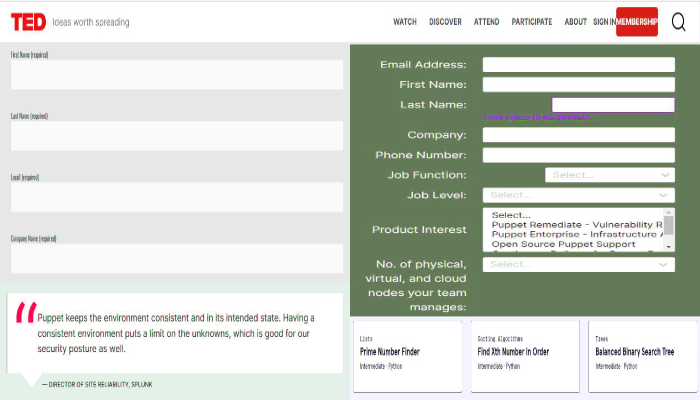 TED Ideas worth spreading
WATCH DISCOVER ATTEND PARTICIPATE ABOUT SIGN IN MEMBERSHIP
First Name (required)
Last Name (required)
Email (required)
Company Name (required)
Email Address:
First Name:
Last Name:
Company:
Phone Number:
Job Function: Select...
Job Level: Select...
Product Interest
Select...
Puppet Remediate - Vulnerability R
Puppet Enterprise - Infrastructure
Open Source Puppet Support
No. of physical, Select...
virtual, and cloud
nodes your team
manages:
“Puppet keeps the environment consistent and in its intended state. Having a
consistent environment puts a limit on the unknowns, which is good for our
security posture as well.
— DIRECTOR OF SITE RELIABILITY, SPLUNK
Lists
Prime Number Finder
Intermediate · Python
Sorting Algorithms
Find Xth Number In Order
Intermediate · Python
Trees
Balanced Binary Search Tree
Intermediate · Python